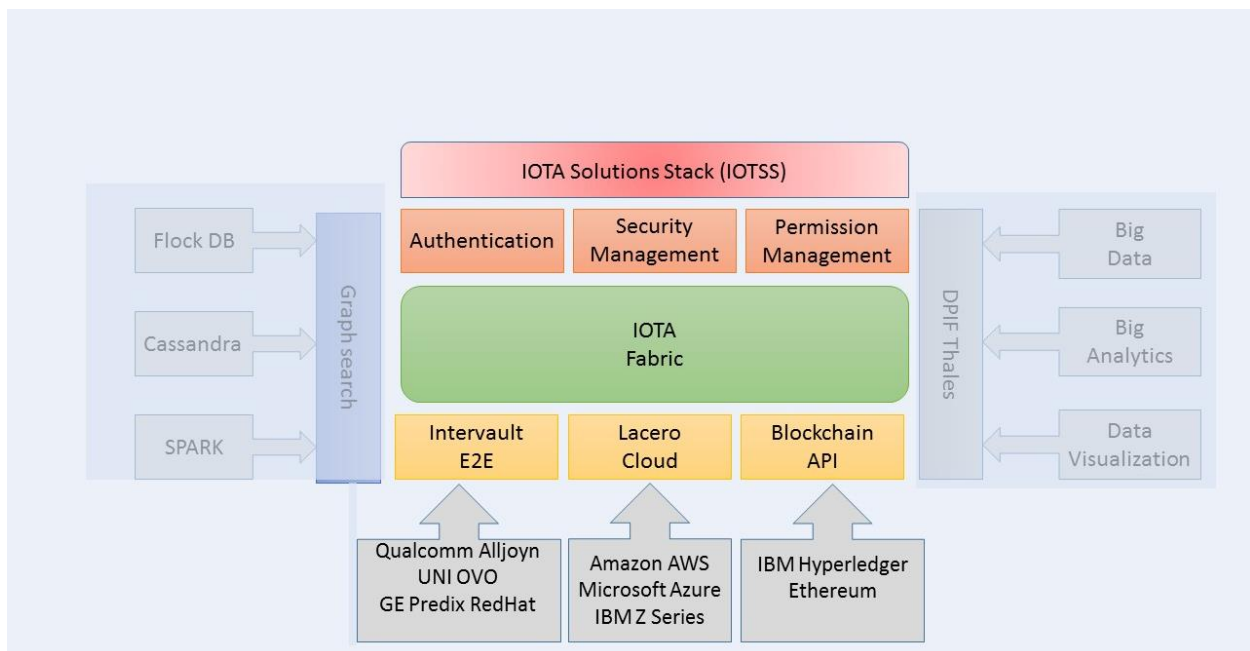 IOTA Solutions Stack (IOTSS)
Authentication
Security
Management
Permission
Management
Flock DB
Cassandra
SPARK
Graph search
IOTA
Fabric
DPIF Thales
Big
Data
Big
Analytics
Data
Visualization
Intervault
E2E
Lacero
Cloud
Blockchain
API
Qualcomm Alljoyn
UNI OVO
GE Predix RedHat
Amazon AWS
Microsoft Azure
IBM Z Series
IBM Hyperledger
Ethereum